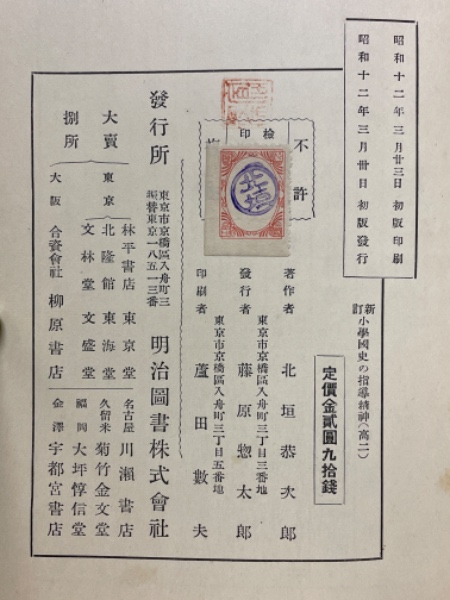 昭和十二年三月廿三日 初版印刷
昭和十二年三月卅日 初版發行
新訂 小學國史の指導精神(高二)
定價金貳圓九拾錢
不許
檢印
著作者 北垣恭次郎
東京市京橋區入舟町三丁目三番地
發行者 藤原惣太郎
東京市京橋區入舟町三丁目五番地
印刷者 蘆田數夫
發行所
東京市京橋區入舟町三
振替東京一八五一三番
明治圖書株式會社
大賣捌所
東京
林平書店 東京堂
北隆館 東海堂
文林堂 文盛堂
大阪 合資會社 柳原書店
名古屋 川瀬書店
久留米 菊竹金文堂
福岡 大坪惇信堂
金澤 宇都宮書店